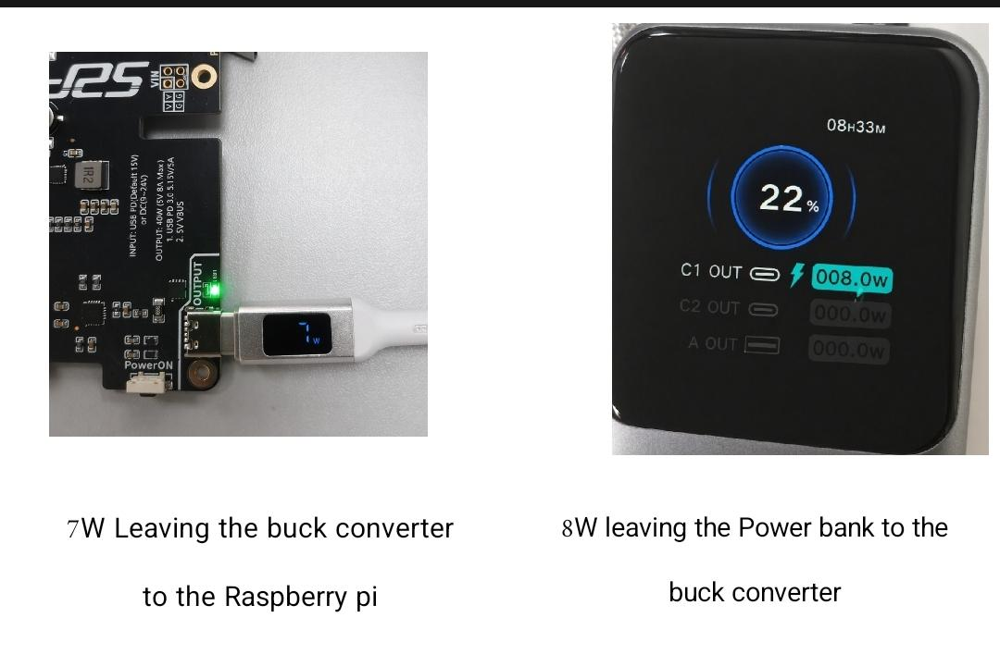 VIN
V V
G G
1R2
INPUT: USB PD(Default 15V)
or DC(9~24V)
OUTPUT: 40W (5V 8A Max)
1. USB PD 3.0 5.15V/5A
2. 5V VBUS
OUTPUT
7 W
PowerON
08H33M
22%
C1 OUT 008.0w
C2 OUT 000.0w
A OUT 000.0w
7W Leaving the buck converter
to the Raspberry pi
8W leaving the Power bank to the
buck converter